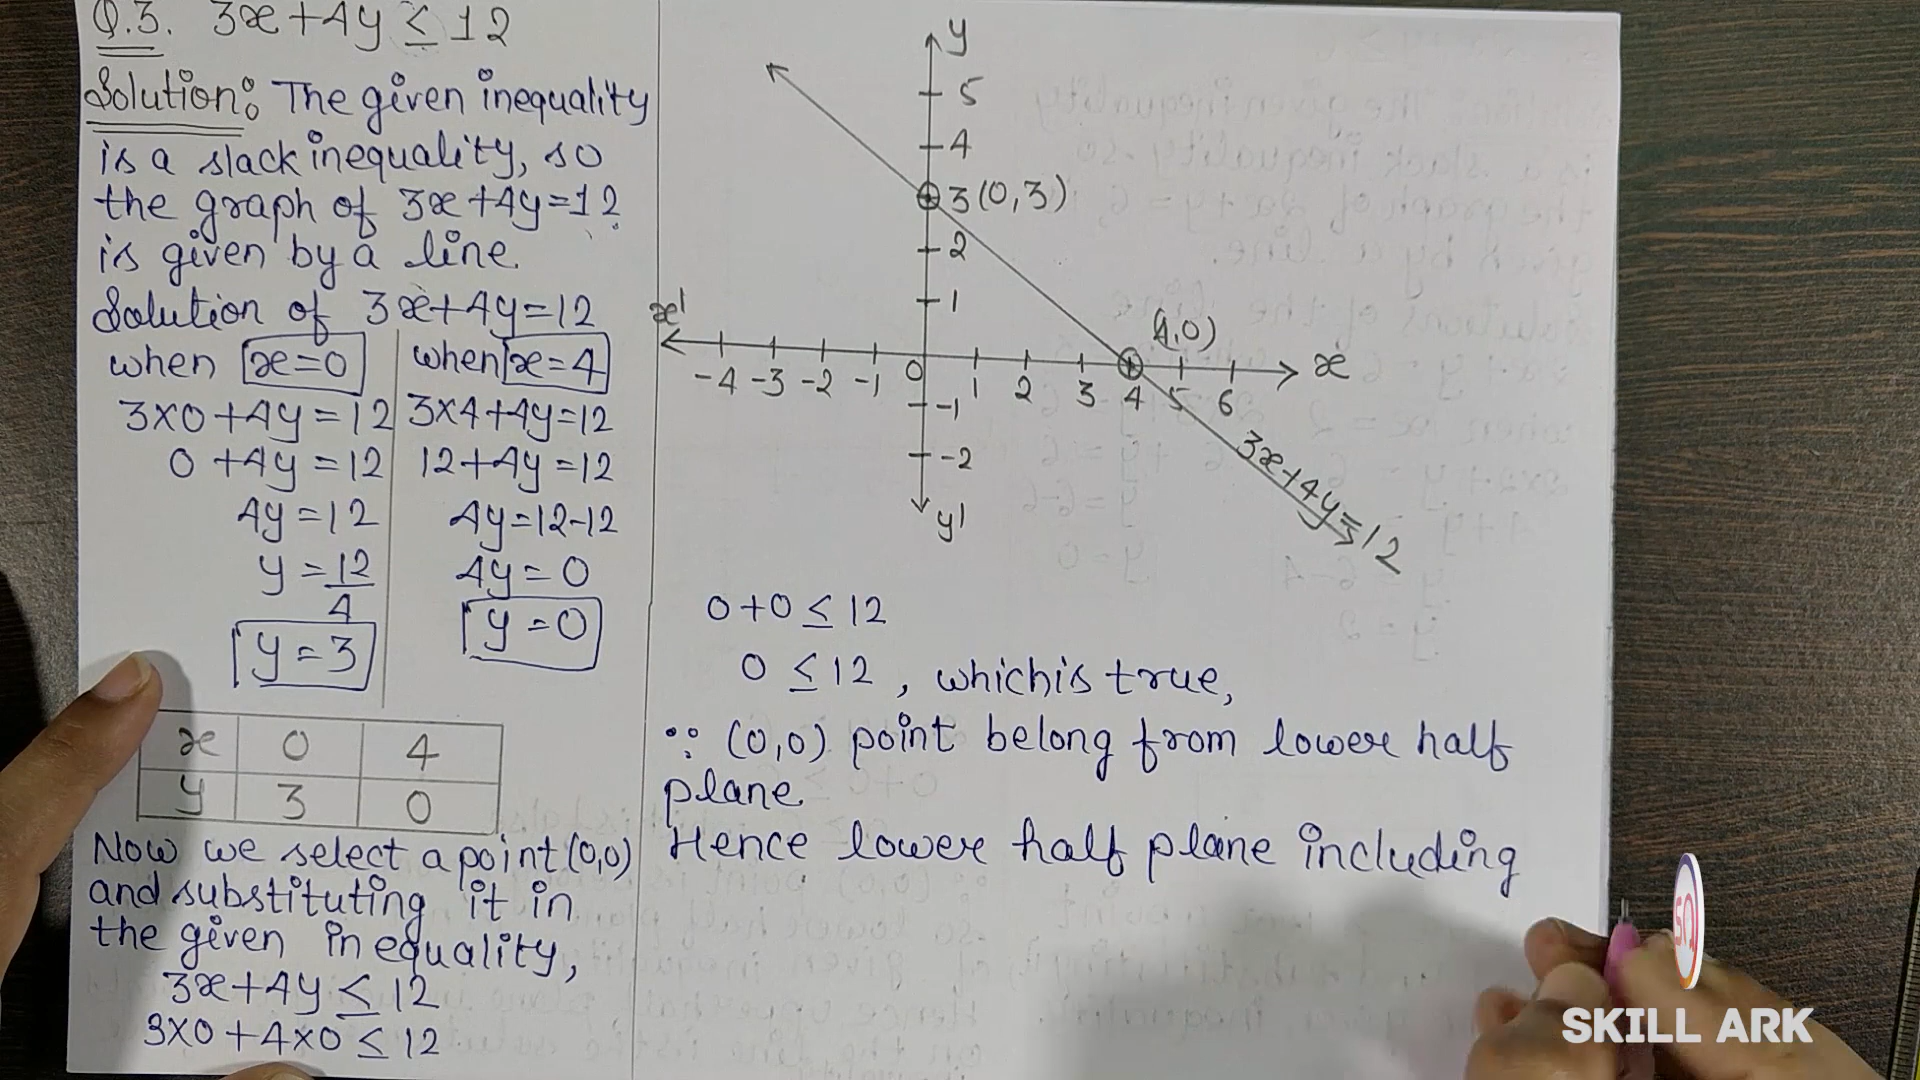 Q.3. 3x+4y≤12
Solution: The given inequality
is a slack inequality, so
the graph of 3x+4y=12
is given by a line.
Solution of 3x+4y=12
when x=0
3×0+4y=12
0+4y=12
4y=12
y=12/4
y=3
when x=4
3×4+4y=12
12+4y=12
4y=12-12
4y=0
y=0
x 0 4
y 3 0
Now we select a point (0,0)
and substituting it in
the given inequality,
3x+4y≤12
3×0+4×0≤12
y
5
4
3 (0,3)
2
1
x'
-4 -3 -2 -1 0 1 2 3 4 5 6
(4,0)
x
-1
-2
y'
3x+4y=12
0+0≤12
0≤12, which is true,
∵ (0,0) point belong from lower half
plane
Hence lower half plane including
SKILL ARK